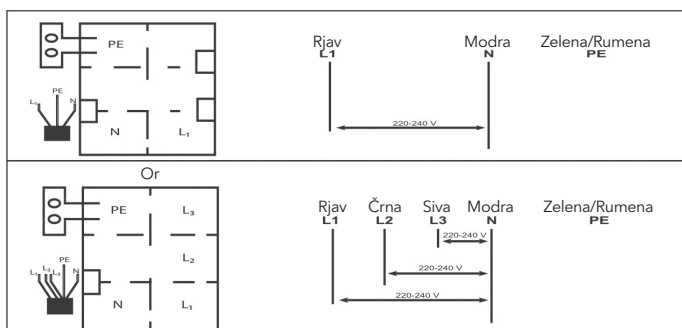 PE
L₁ PE N
N L₁
Rjav Modra Zelena/Rumena
L1 N PE
220-240 V
Or
PE L₃
L₂
L₁ L₂ L₃ PE N
N L₁
Rjav Črna Siva Modra Zelena/Rumena
L1 L2 L3 N PE
220-240 V
220-240 V
220-240 V